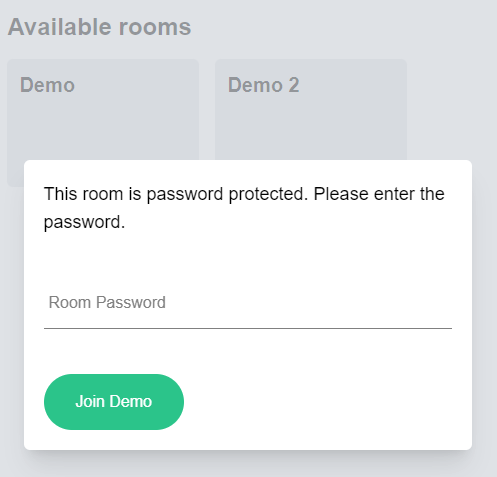 Available rooms
Demo
Demo 2
This room is password protected. Please enter the
password.
Room Password
Join Demo